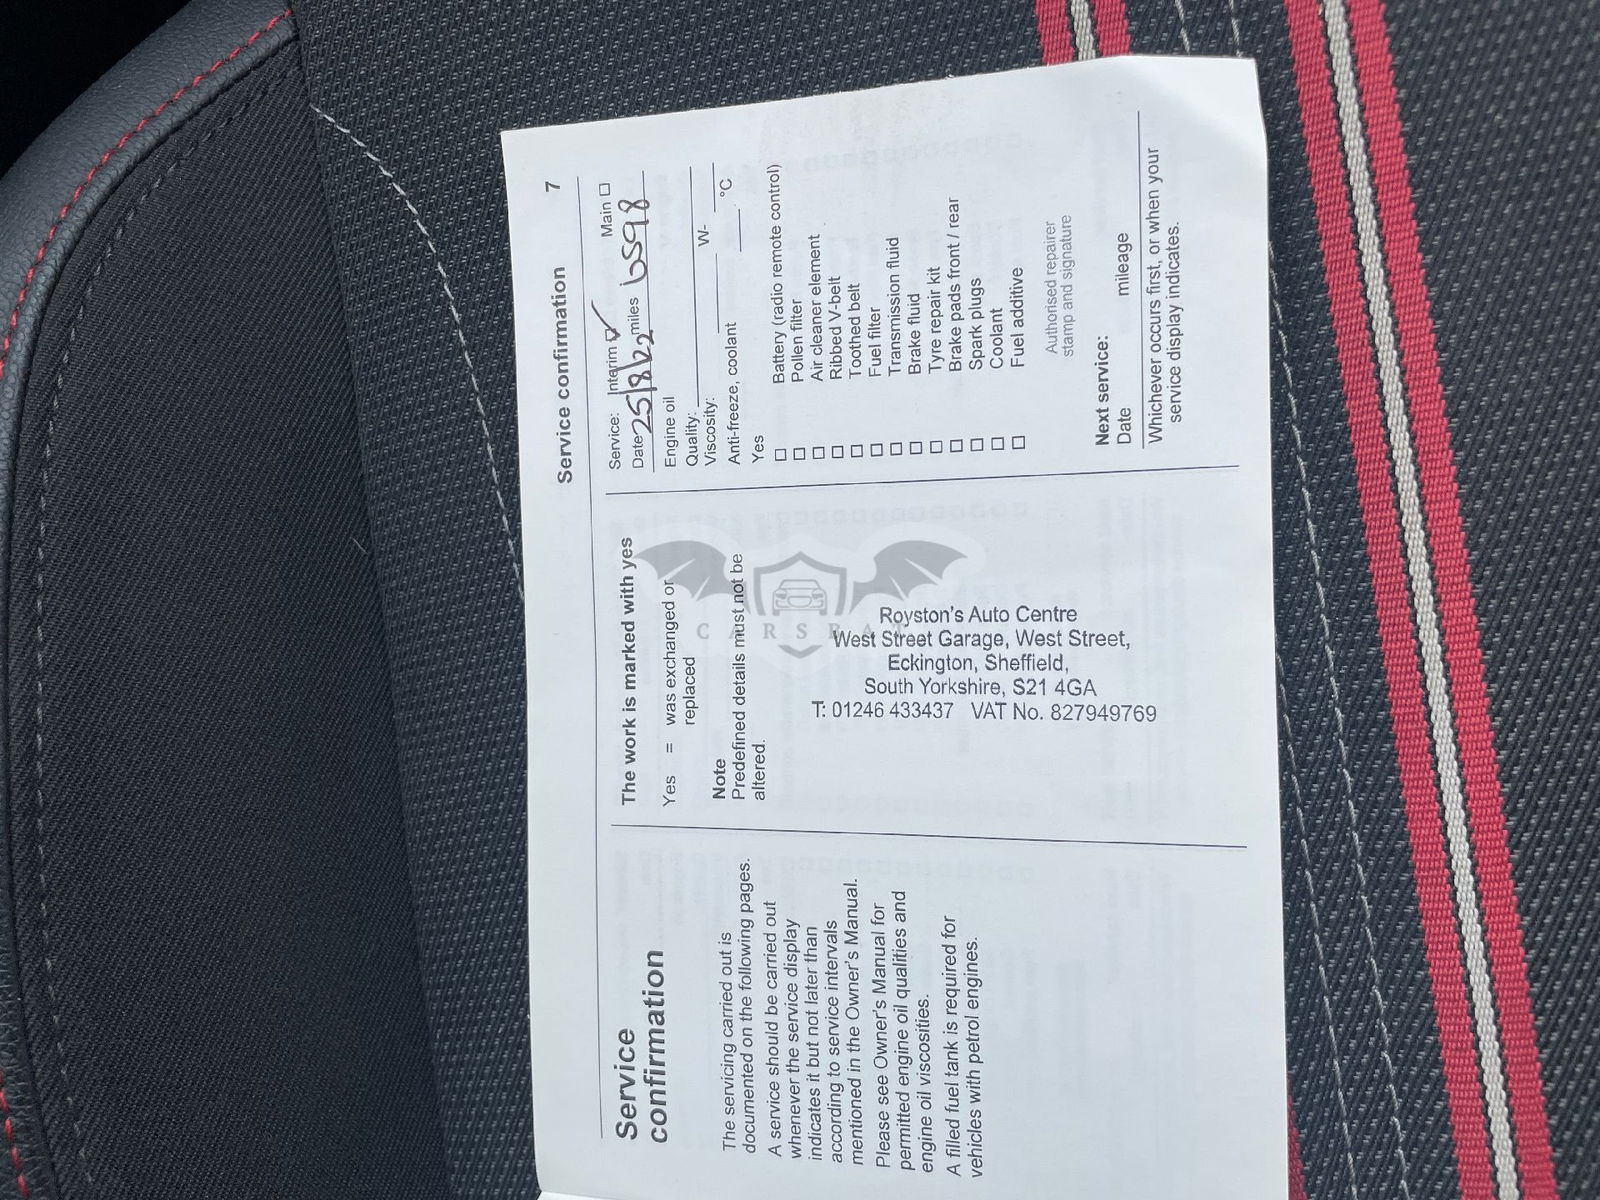 Service confirmation 7
Service
confirmation
The servicing carried out is
documented on the following pages.
A service should be carried out
whenever the service display
indicates it but not later than
according to service intervals
mentioned in the Owner's Manual.
Please see Owner's Manual for
permitted engine oil qualities and
engine oil viscosities.
A filled fuel tank is required for
vehicles with petrol engines.
The work is marked with yes
Yes = was exchanged or
replaced
Note
Predefined details must not be
altered.
CARSBAT
Royston's Auto Centre
West Street Garage, West Street,
Eckington, Sheffield,
South Yorkshire, S21 4GA
T: 01246 433437 VAT No. 827949769
Service: Interim ☑ Main ☐
Date 25/8/22 miles 6598
Engine oil
Quality:
Viscosity: W-
Anti-freeze, coolant °C
Yes
☐ Battery (radio remote control)
☐ Pollen filter
☐ Air cleaner element
☐ Ribbed V-belt
☐ Toothed belt
☐ Fuel filter
☐ Transmission fluid
☐ Brake fluid
☐ Tyre repair kit
☐ Brake pads front / rear
☐ Spark plugs
☐ Coolant
☐ Fuel additive
Authorised repairer
stamp and signature
Next service:
Date mileage
Whichever occurs first, or when your
service display indicates.